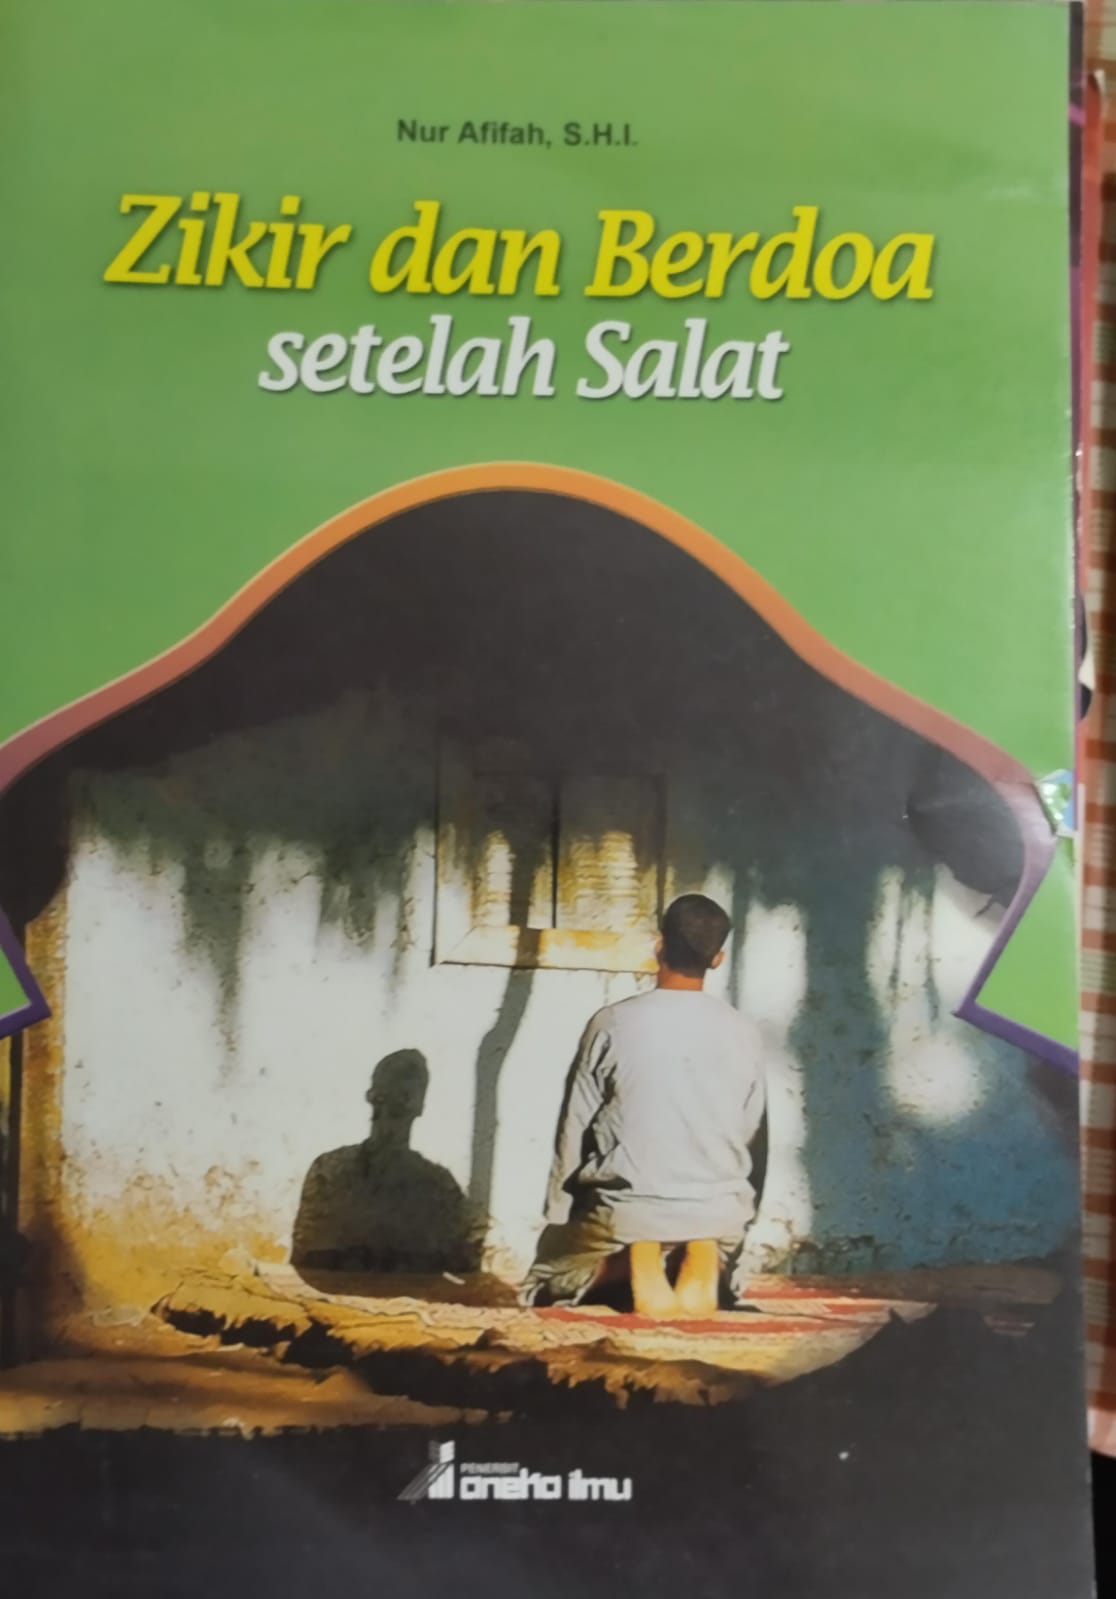 Nur Afifah, S.H.I.
Zikir dan Berdoa
setelah Salat
PENERBIT
aneka ilmu